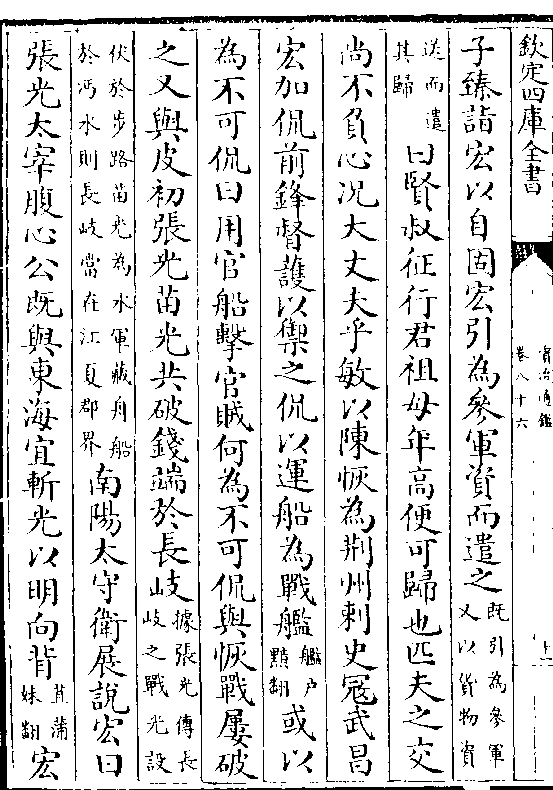 欽定四庫全書
資治通鑑
卷八十六
十一
子臻詣宏以自固宏引為參軍資而遣之既引為參軍又以貨物資
送而遣其歸曰賢叔征行君祖母年高便可歸也匹夫之交
尚不負心況大丈夫乎敏以陳恢為荆州刺史冦武昌
宏加侃前鋒督䕶以禦之侃以運船為戰艦艦户黯翻或以
為不可侃曰用官船擊官賊何為不可侃與恢戰屢破
之又與皮初張光苗光共破錢端於長岐據張光傳長岐之戰光設
伏於步路苗光為水軍藏舟船於沔水則長岐當在江夏郡界南陽太守衛展說宏曰
張光太宰腹心公既與東海宜斬光以明向背背蒲妹翻宏